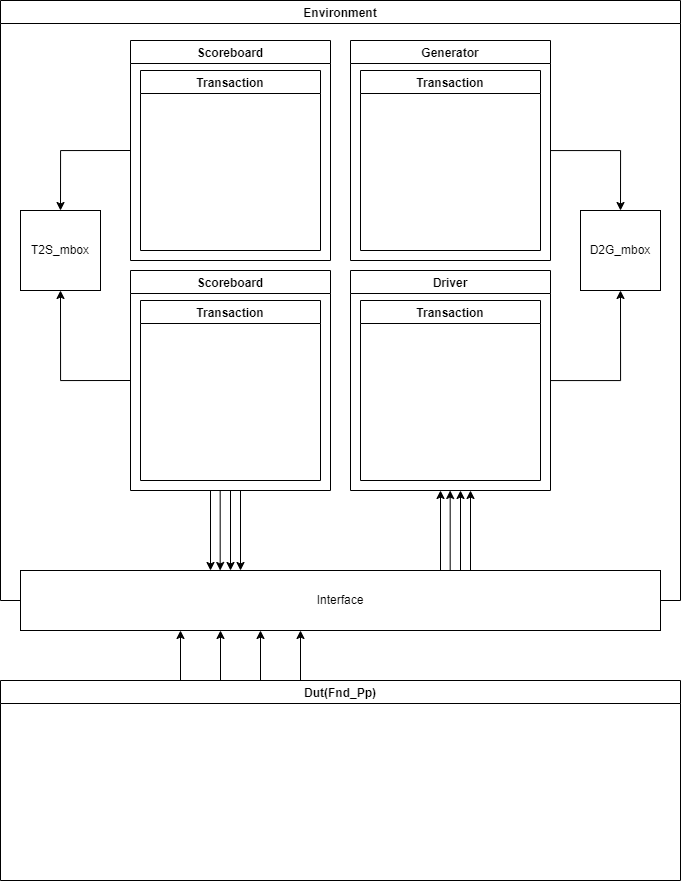 Environment
Scoreboard
Generator
Transaction
Transaction
T2S_mbox
D2G_mbox
Scoreboard
Driver
Transaction
Transaction
Interface
Dut(Fnd_Pp)